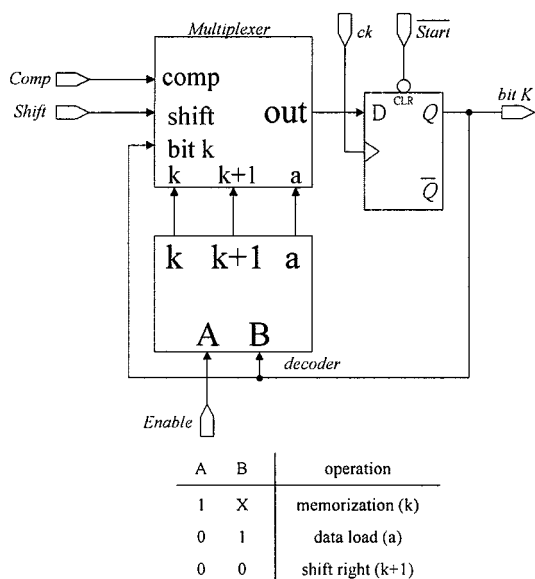 Multiplexer
ck
Start
Comp
comp
Shift
shift
out
bit k
k k+1 a
D
CLR
Q
Q
bit K
k k+1 a
A B
decoder
Enable
A B operation
1 X memorization (k)
0 1 data load (a)
0 0 shift right (k+1)